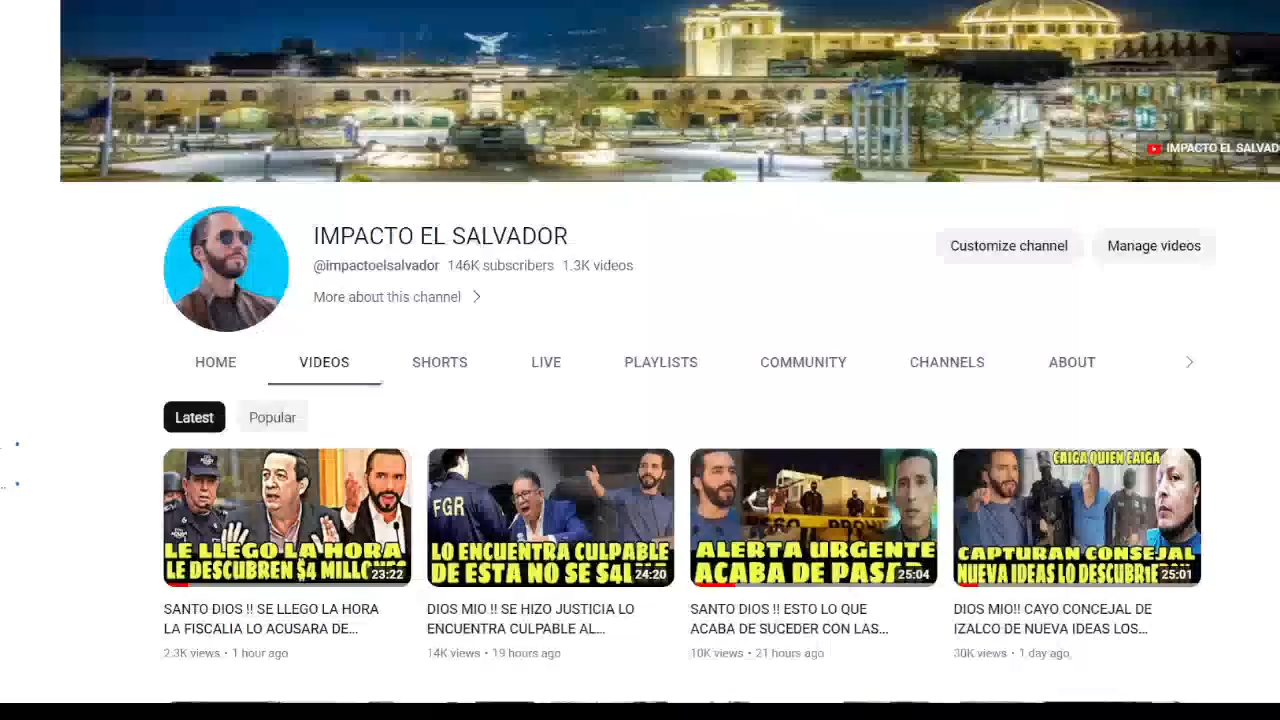 IMPACTO EL SALVAD
IMPACTO EL SALVADOR
@impactoelsalvador 146K subscribers 1.3K videos
More about this channel
Customize channel
Manage videos
HOME VIDEOS SHORTS LIVE PLAYLISTS COMMUNITY CHANNELS ABOUT
Latest Popular
LE LLEGO LA HORA
LE DESCUBREN $4
23:22
FGR
LO ENCUENTRA CULPABLE
DE ESTA NO SE
24:20
ALERTA URGENTE
ACABA DE
25:04
CAIGA QUIEN CAIGA
CAPTURAN CONSEJAL
NUEVA IDEAS LO
25:01
SANTO DIOS !! SE LLEGO LA HORA
LA FISCALIA LO ACUSARA DE...
2.3K views • 1 hour ago
DIOS MIO !! SE HIZO JUSTICIA LO
ENCUENTRA CULPABLE AL...
14K views • 19 hours ago
SANTO DIOS !! ESTO LO QUE
ACABA DE SUCEDER CON LAS...
10K views • 21 hours ago
DIOS MIO!! CAYO CONCEJAL DE
IZALCO DE NUEVA IDEAS LOS...
30K views • 1 day ago